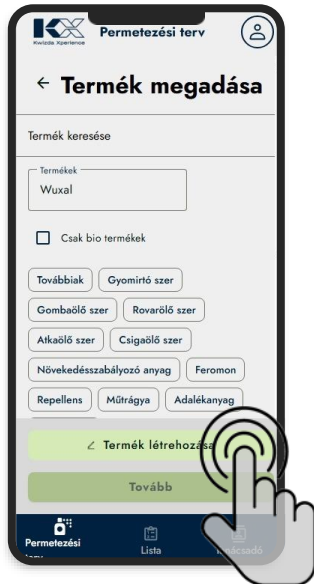 KX
Kwizda Xperience
Permetezési terv
← Termék megadása
Termék keresése
Termékek
Wuxal
Csak bio termékek
Továbbiak Gyomirtó szer
Gombaölő szer Rovarölő szer
Atkaölő szer Csigaölő szer
Növekedésszabályozó anyag Feromon
Repellens Műtrágya Adalékanyag
Termék létrehozása
Tovább
Permetezési
Lista